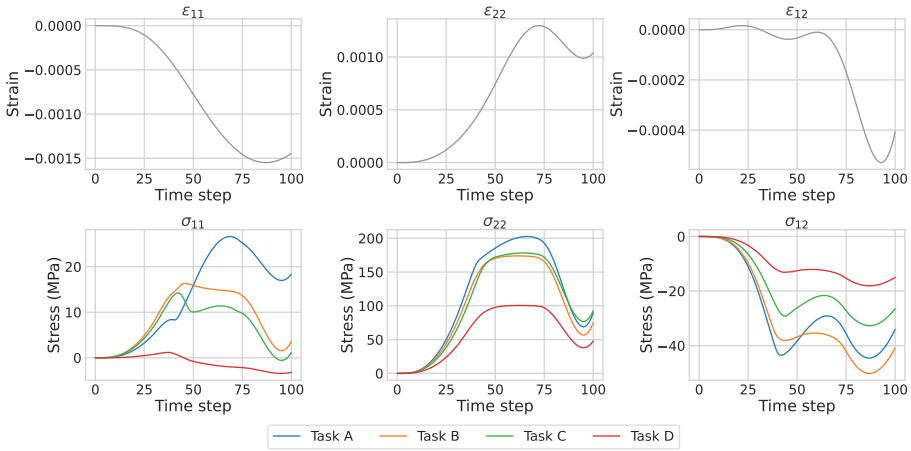 ε11 ε22 ε12
0.0000
−0.0005
−0.0010
−0.0015
Strain
0 25 50 75 100
Time step
0.0010
0.0005
0.0000
Strain
0 25 50 75 100
Time step
0.0000
−0.0002
−0.0004
Strain
0 25 50 75 100
Time step
σ11 σ22 σ12
20
10
0
Stress (MPa)
0 25 50 75 100
Time step
200
150
100
50
0
Stress (MPa)
0 25 50 75 100
Time step
0
−20
−40
Stress (MPa)
0 25 50 75 100
Time step
Task A Task B Task C Task D